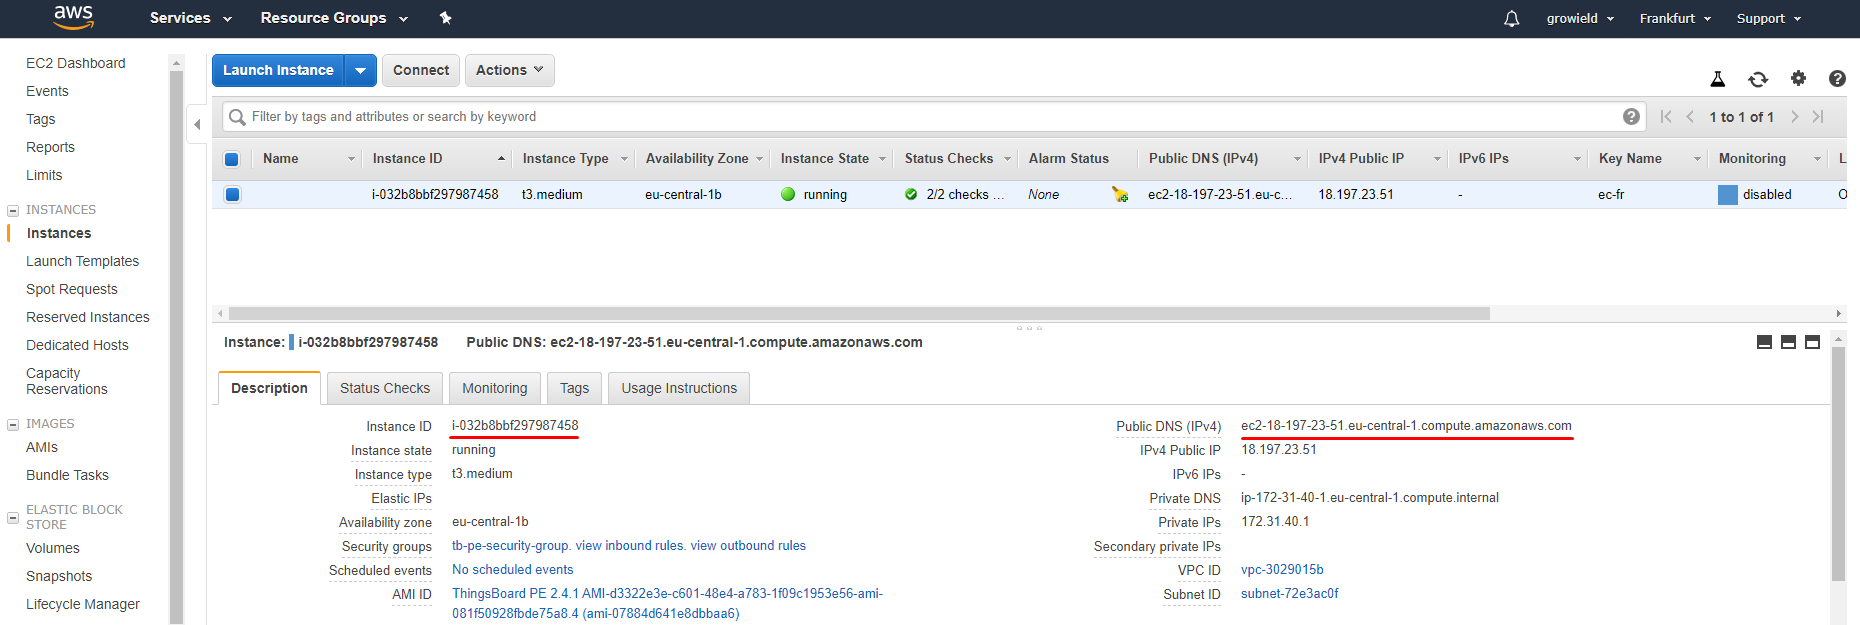 aws Services Resource Groups growield Frankfurt Support
EC2 Dashboard
Events
Tags
Reports
Limits
INSTANCES
Instances
Launch Templates
Spot Requests
Reserved Instances
Dedicated Hosts
Capacity
Reservations
IMAGES
AMIs
Bundle Tasks
ELASTIC BLOCK
STORE
Volumes
Snapshots
Lifecycle Manager
Launch Instance Connect Actions
Filter by tags and attributes or search by keyword 1 to 1 of 1
Name Instance ID Instance Type Availability Zone Instance State Status Checks Alarm Status Public DNS (IPv4) IPv4 Public IP IPv6 IPs Key Name Monitoring L
i-032b8bbf297987458 t3.medium eu-central-1b running 2/2 checks ... None ec2-18-197-23-51.eu-c... 18.197.23.51 - ec-fr disabled O
Instance: i-032b8bbf297987458 Public DNS: ec2-18-197-23-51.eu-central-1.compute.amazonaws.com
Description Status Checks Monitoring Tags Usage Instructions
Instance ID i-032b8bbf297987458
Instance state running
Instance type t3.medium
Elastic IPs
Availability zone eu-central-1b
Security groups tb-pe-security-group. view inbound rules. view outbound rules
Scheduled events No scheduled events
AMI ID ThingsBoard PE 2.4.1 AMI-d3322e3e-c601-48e4-a783-1f09c1953e56-ami-
081f50928fbde75a8.4 (ami-07884d641e8dbbaa6)
Public DNS (IPv4) ec2-18-197-23-51.eu-central-1.compute.amazonaws.com
IPv4 Public IP 18.197.23.51
IPv6 IPs -
Private DNS ip-172-31-40-1.eu-central-1.compute.internal
Private IPs 172.31.40.1
Secondary private IPs
VPC ID vpc-3029015b
Subnet ID subnet-72e3ac0f